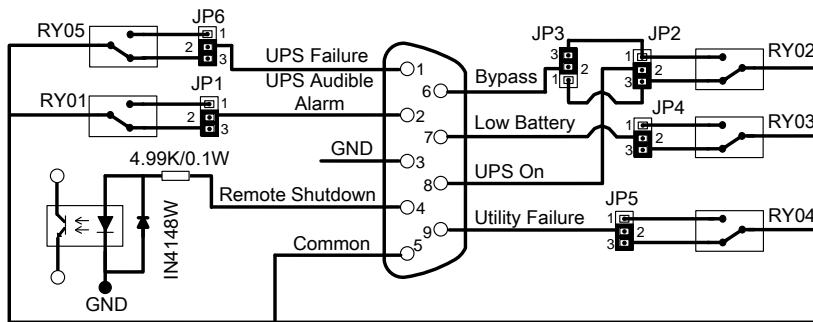 JP6
RY05
1
2
3
UPS Failure
UPS Audible
Alarm
JP1
RY01
1
2
3
GND
4.99K/0.1W
Remote Shutdown
IN4148W
Common
GND
1
2
3
4
5
6
7
8
9
JP3
3
2
1
JP2
1
2
3
RY02
Bypass
JP4
1
2
3
RY03
Low Battery
UPS On
JP5
1
2
3
RY04
Utility Failure